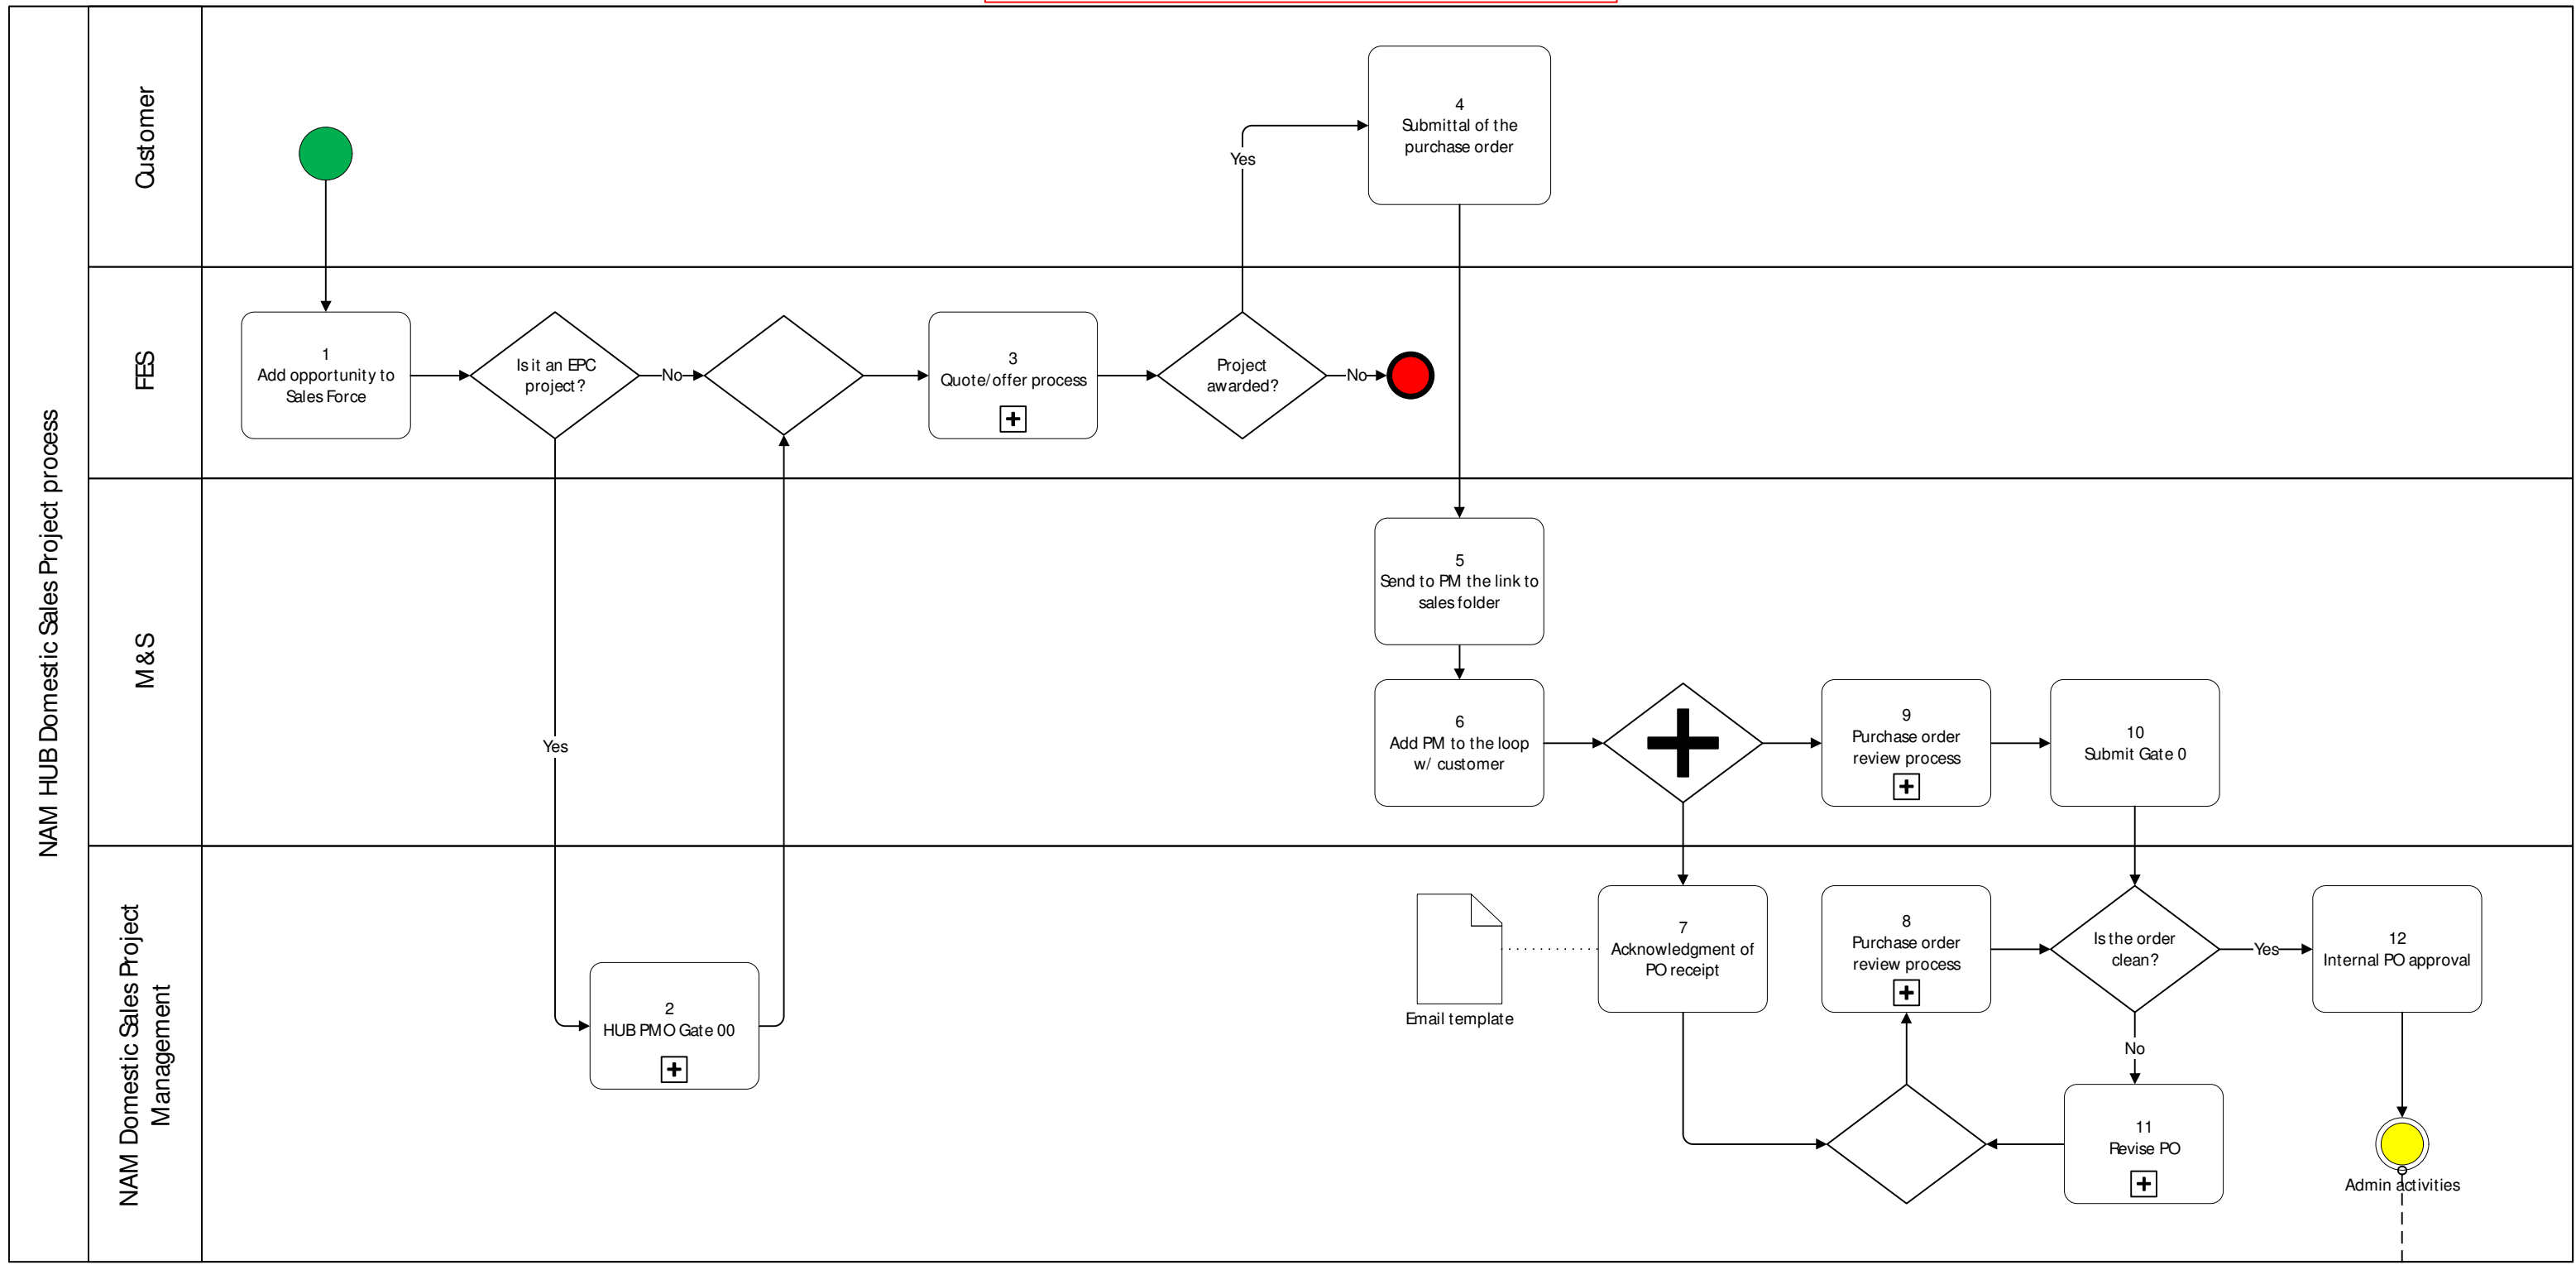 NAM HUB Domestic Sales Project process
Customer
4
Submittal of the
purchase order
Yes
FES
1
Add opportunity to
Sales Force
Is it an EPC
project?
No
3
Quote/offer process
Project
awarded?
No
M&S
5
Send to PM the link to
sales folder
Yes
6
Add PM to the loop
w/ customer
9
Purchase order
review process
10
Submit Gate 0
NAM Domestic Sales Project
Management
2
HUB PMO Gate 00
Email template
7
Acknowledgment of
PO receipt
8
Purchase order
review process
Is the order
clean?
Yes
12
Internal PO approval
No
11
Revise PO
Admin activities